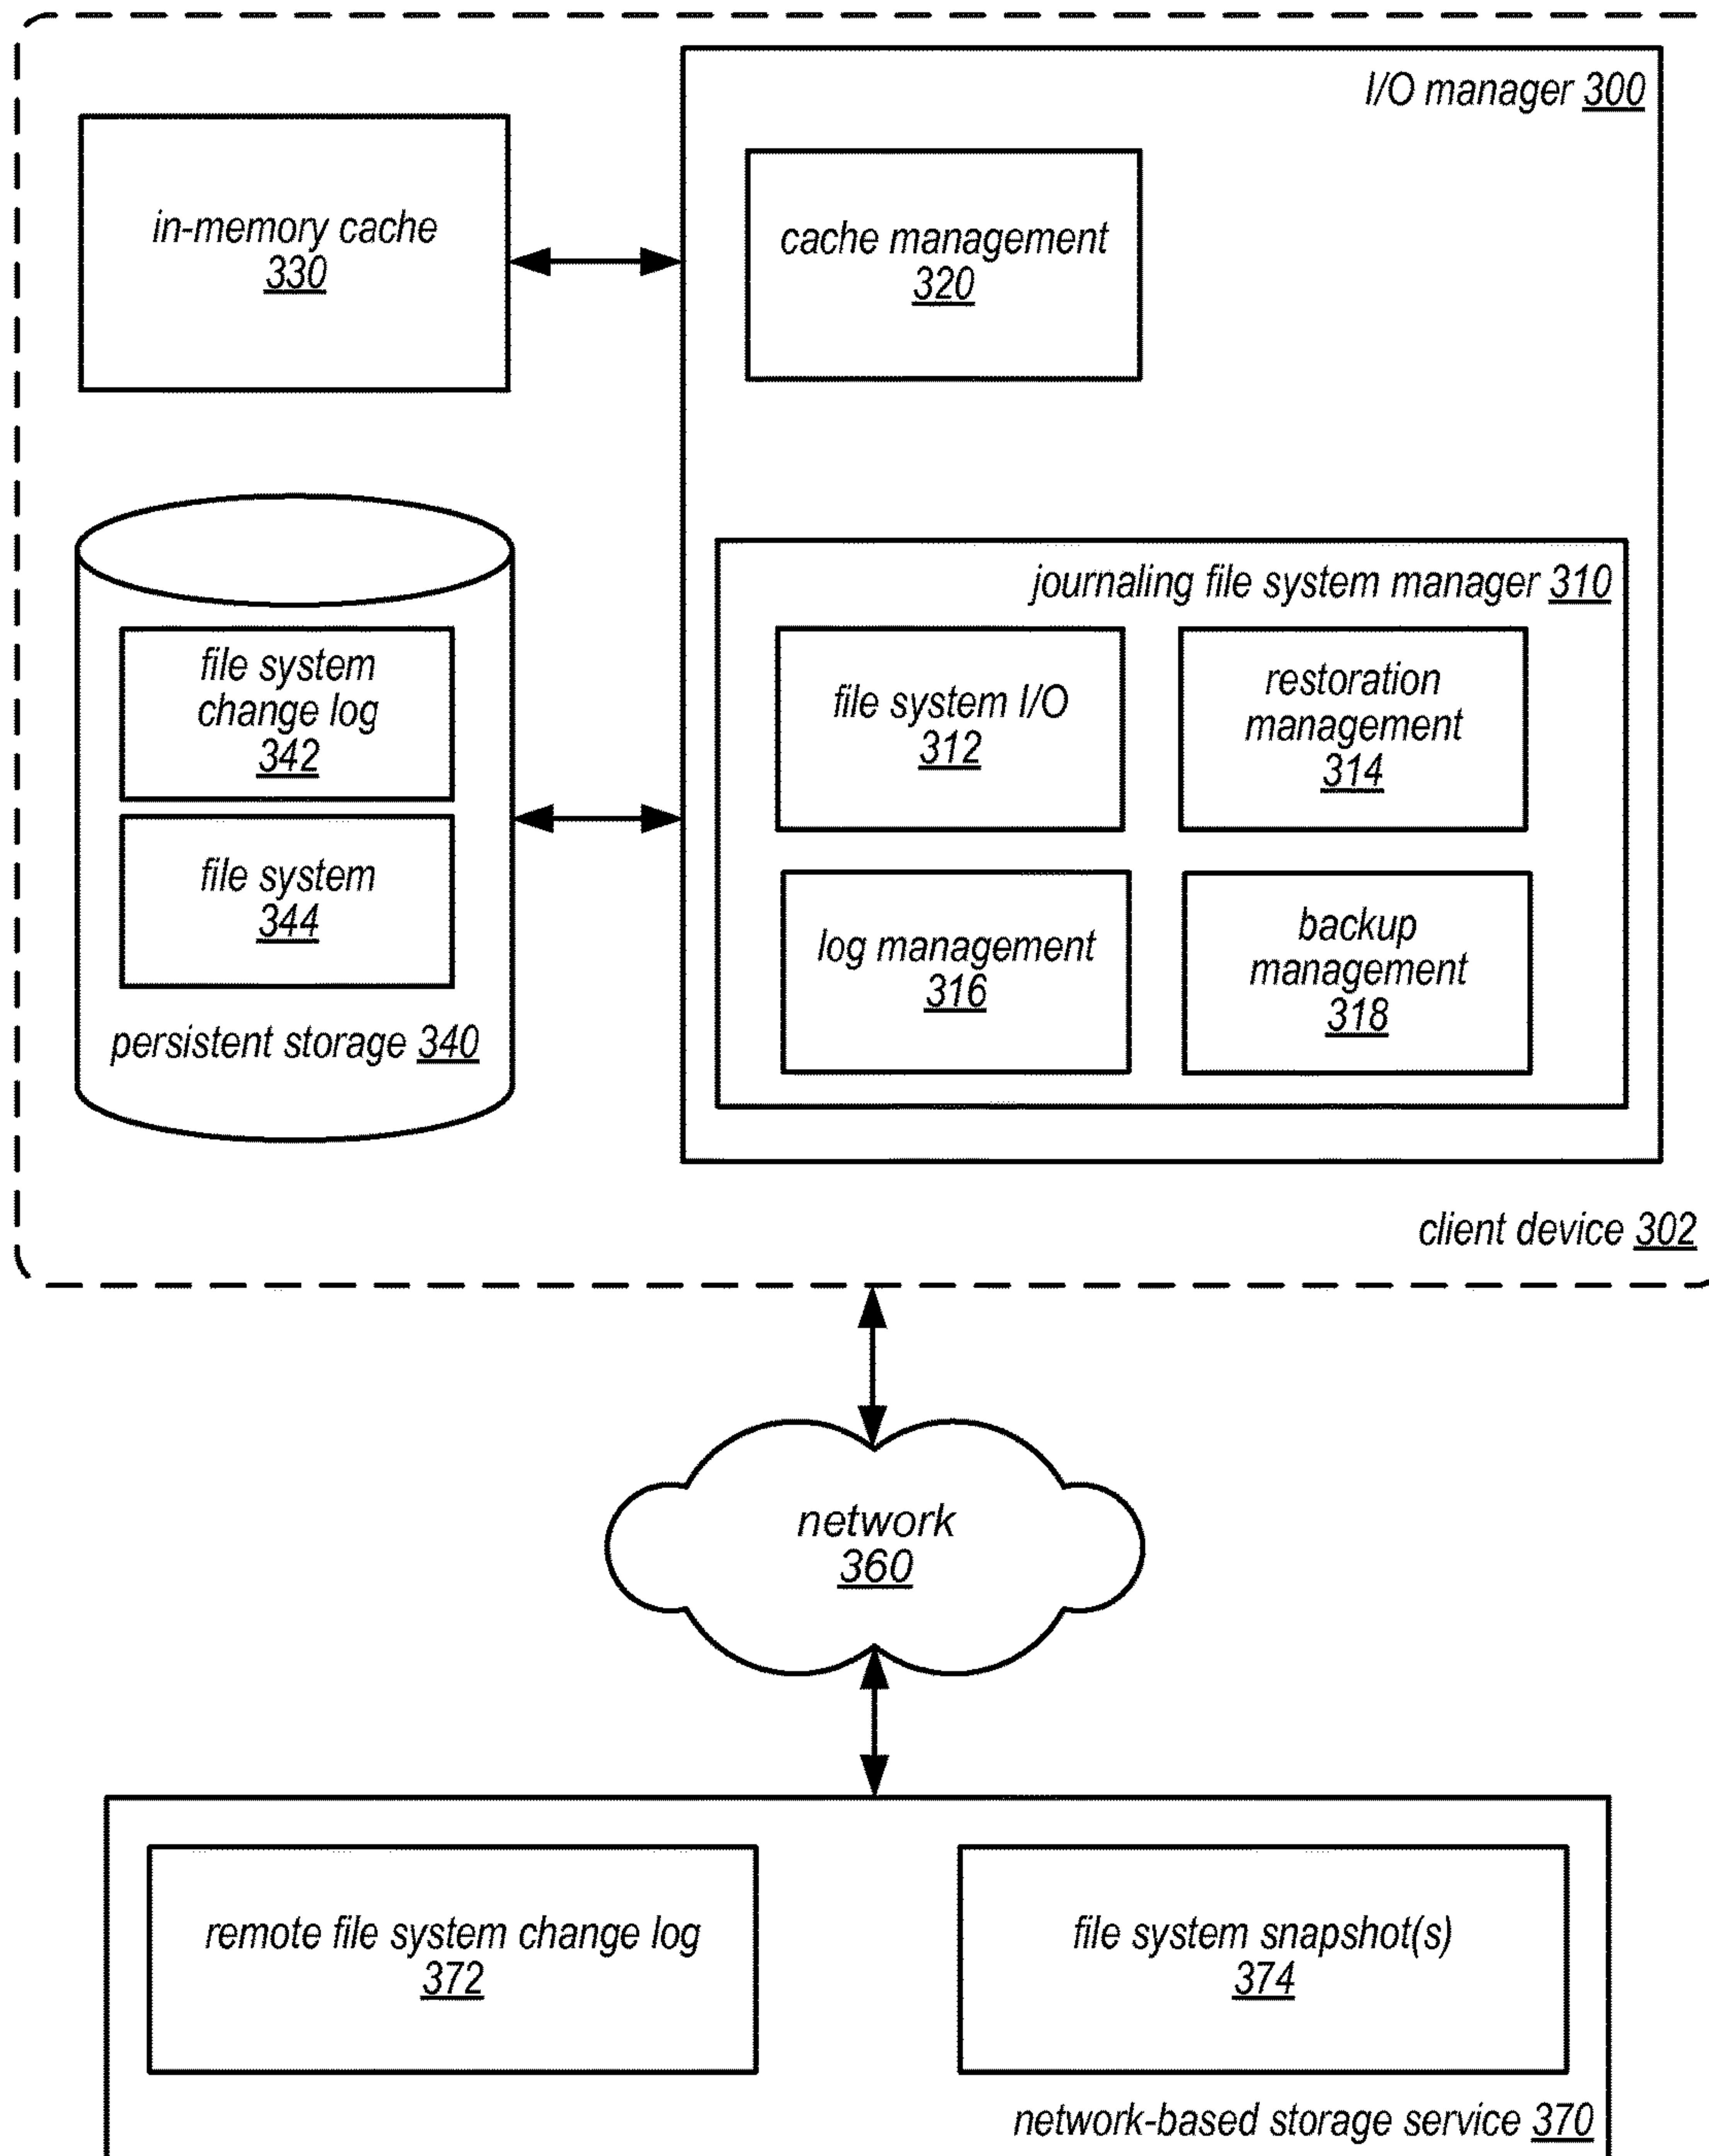 I/O manager 300
in-memory cache
330
cache management
320
journaling file system manager 310
file system
change log
342
file system I/O
312
restoration
management
314
file system
344
log management
316
backup
management
318
persistent storage 340
client device 302
network
360
remote file system change log
372
file system snapshot(s)
374
network-based storage service 370